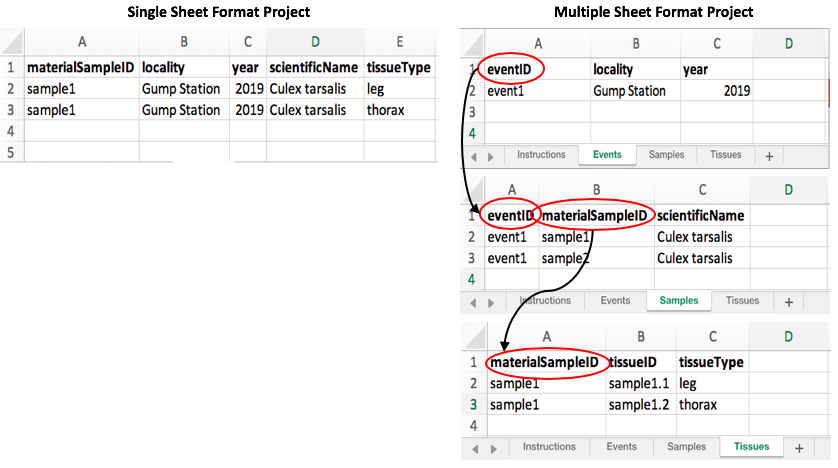 Single Sheet Format Project
A B C D E
1 materialSampleID locality year scientificName tissueType
2 sample1 Gump Station 2019 Culex tarsalis leg
3 sample1 Gump Station 2019 Culex tarsalis thorax
4
5
Multiple Sheet Format Project
A B C D
1 eventID locality year
2 event1 Gump Station 2019
3
4
Instructions Events Samples Tissues +
A B C D
1 eventID materialSampleID scientificName
2 event1 sample1 Culex tarsalis
3 event1 sample2 Culex tarsalis
4
Instructions Events Samples Tissues +
A B C D
1 materialSampleID tissueID tissueType
2 sample1 sample1.1 leg
3 sample1 sample1.2 thorax
4
Instructions Events Samples Tissues +